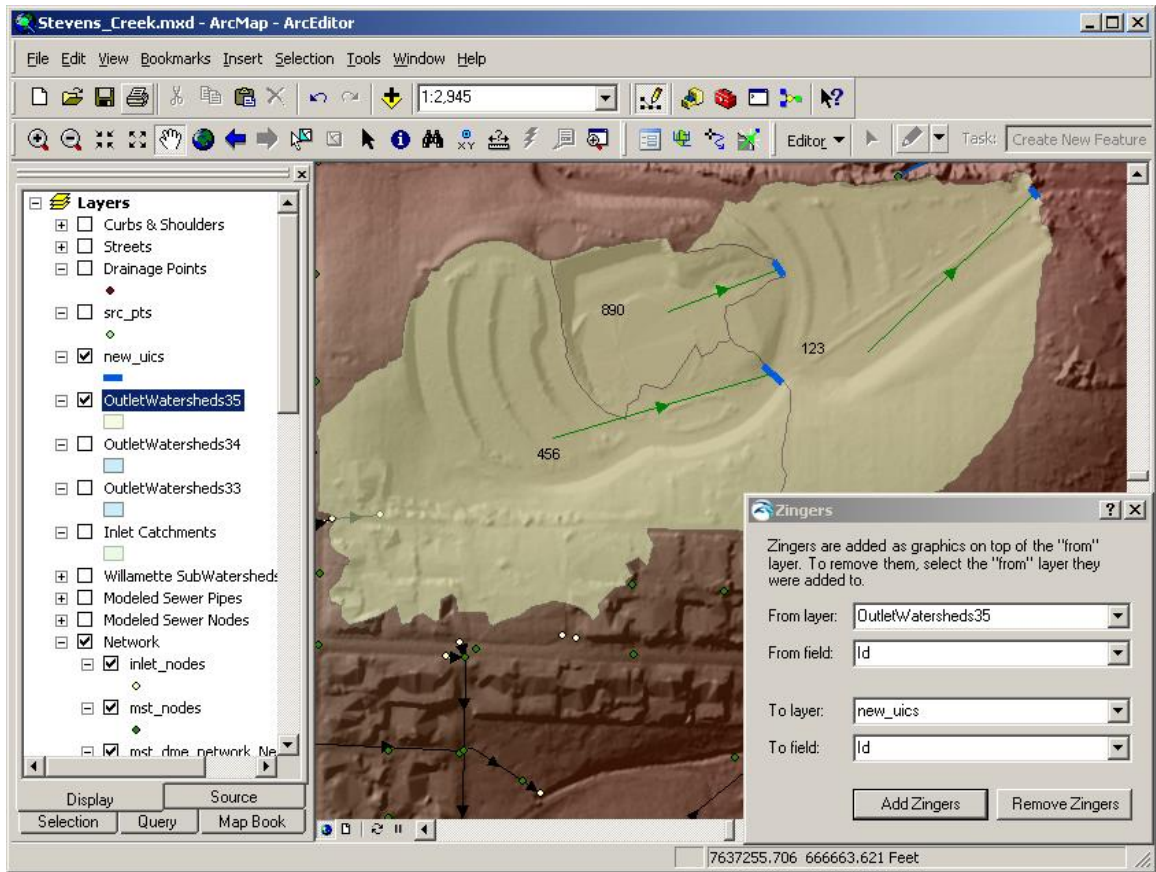 Stevens_Creek.mxd - ArcMap - ArcEditor
File Edit View Bookmarks Insert Selection Tools Window Help
1:2,945
Editor Task: Create New Feature
Layers
Curbs & Shoulders
Streets
Drainage Points
src_pts
new_uics
OutletWatersheds35
OutletWatersheds34
OutletWatersheds33
Inlet Catchments
Willamette SubWatersheds
Modeled Sewer Pipes
Modeled Sewer Nodes
Network
inlet_nodes
mst_nodes
mst_dme_network_Ne
Display Source
Selection Query Map Book
890
123
456
Zingers
Zingers are added as graphics on top of the "from"
layer. To remove them, select the "from" layer they
were added to.
From layer: OutletWatersheds35
From field: Id
To layer: new_uics
To field: Id
Add Zingers Remove Zingers
7637255.706 666663.621 Feet